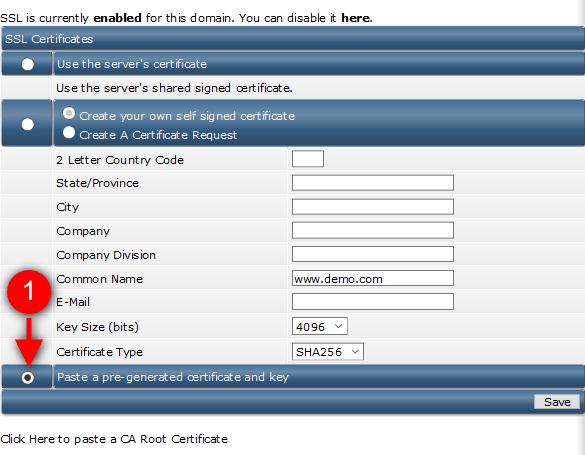 SSL is currently enabled for this domain. You can disable it here.
SSL Certificates
Use the server's certificate
Use the server's shared signed certificate.
Create your own self signed certificate
Create A Certificate Request
2 Letter Country Code
State/Province
City
Company
Company Division
Common Name www.demo.com
1
E-Mail
Key Size (bits) 4096
Certificate Type SHA256
Paste a pre-generated certificate and key
Save
Click Here to paste a CA Root Certificate